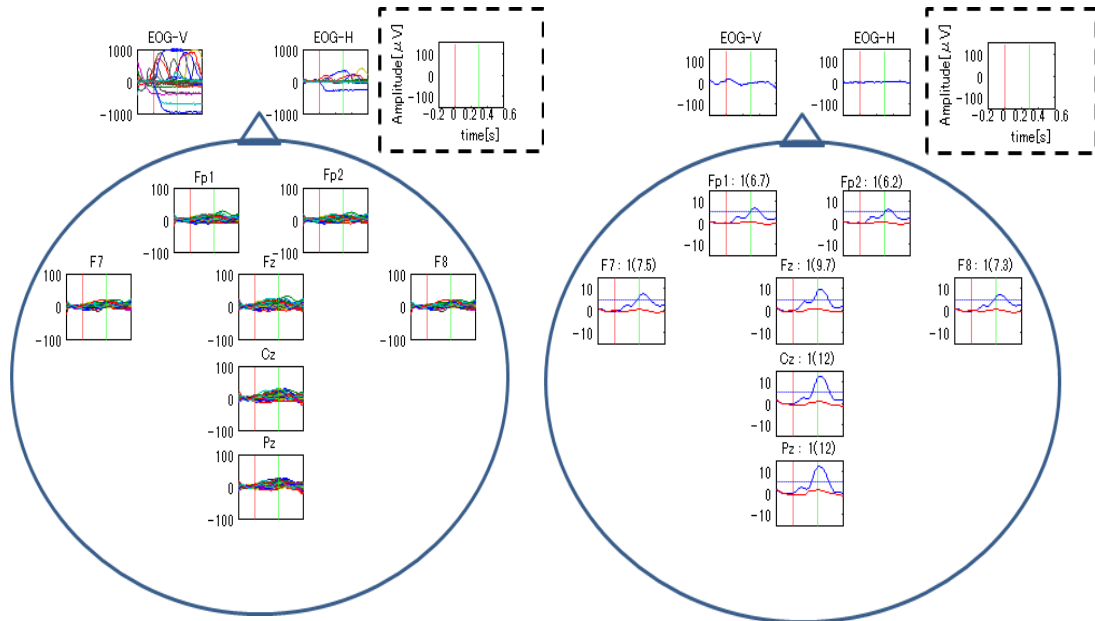 EOG-V
1000
0
-1000
EOG-H
1000
0
-1000
Amplitude[μV]
100
0
-100
-0.2 0 0.2 0.4 0.6
time[s]
Fp1
100
0
-100
Fp2
100
0
-100
F7
100
0
-100
Fz
100
0
-100
F8
100
0
-100
Cz
100
0
-100
Pz
100
0
-100
EOG-V
100
0
-100
EOG-H
100
0
-100
Amplitude[μV]
100
0
-100
-0.2 0 0.2 0.4 0.6
time[s]
Fp1: 1(6.7)
10
0
-10
Fp2: 1(6.2)
10
0
-10
F7: 1(7.5)
10
0
-10
Fz: 1(9.7)
10
0
-10
F8: 1(7.3)
10
0
-10
Cz: 1(12)
10
0
-10
Pz: 1(12)
10
0
-10